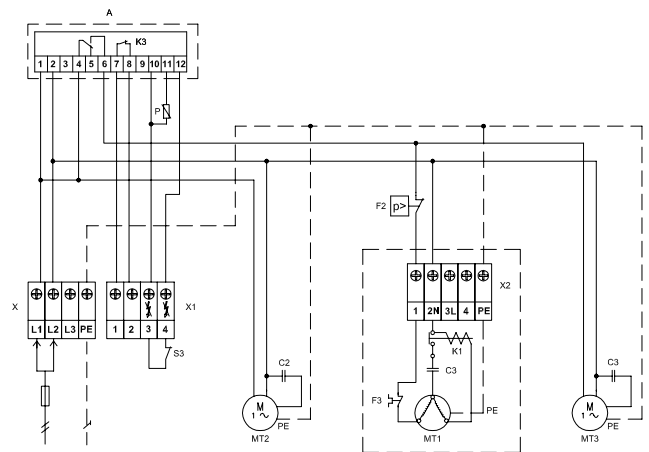 A
K3
1 2 3 4 5 6 7 8 9 10 11 12
P
F2 p>
X L1 L2 L3 PE
1 2 3 4 X1
1 2N 3L 4 PE X2
S3
K1
C2
C3
C3
F3
M
1 ~
PE
MT2
PE
MT1
M
1 ~
PE
MT3